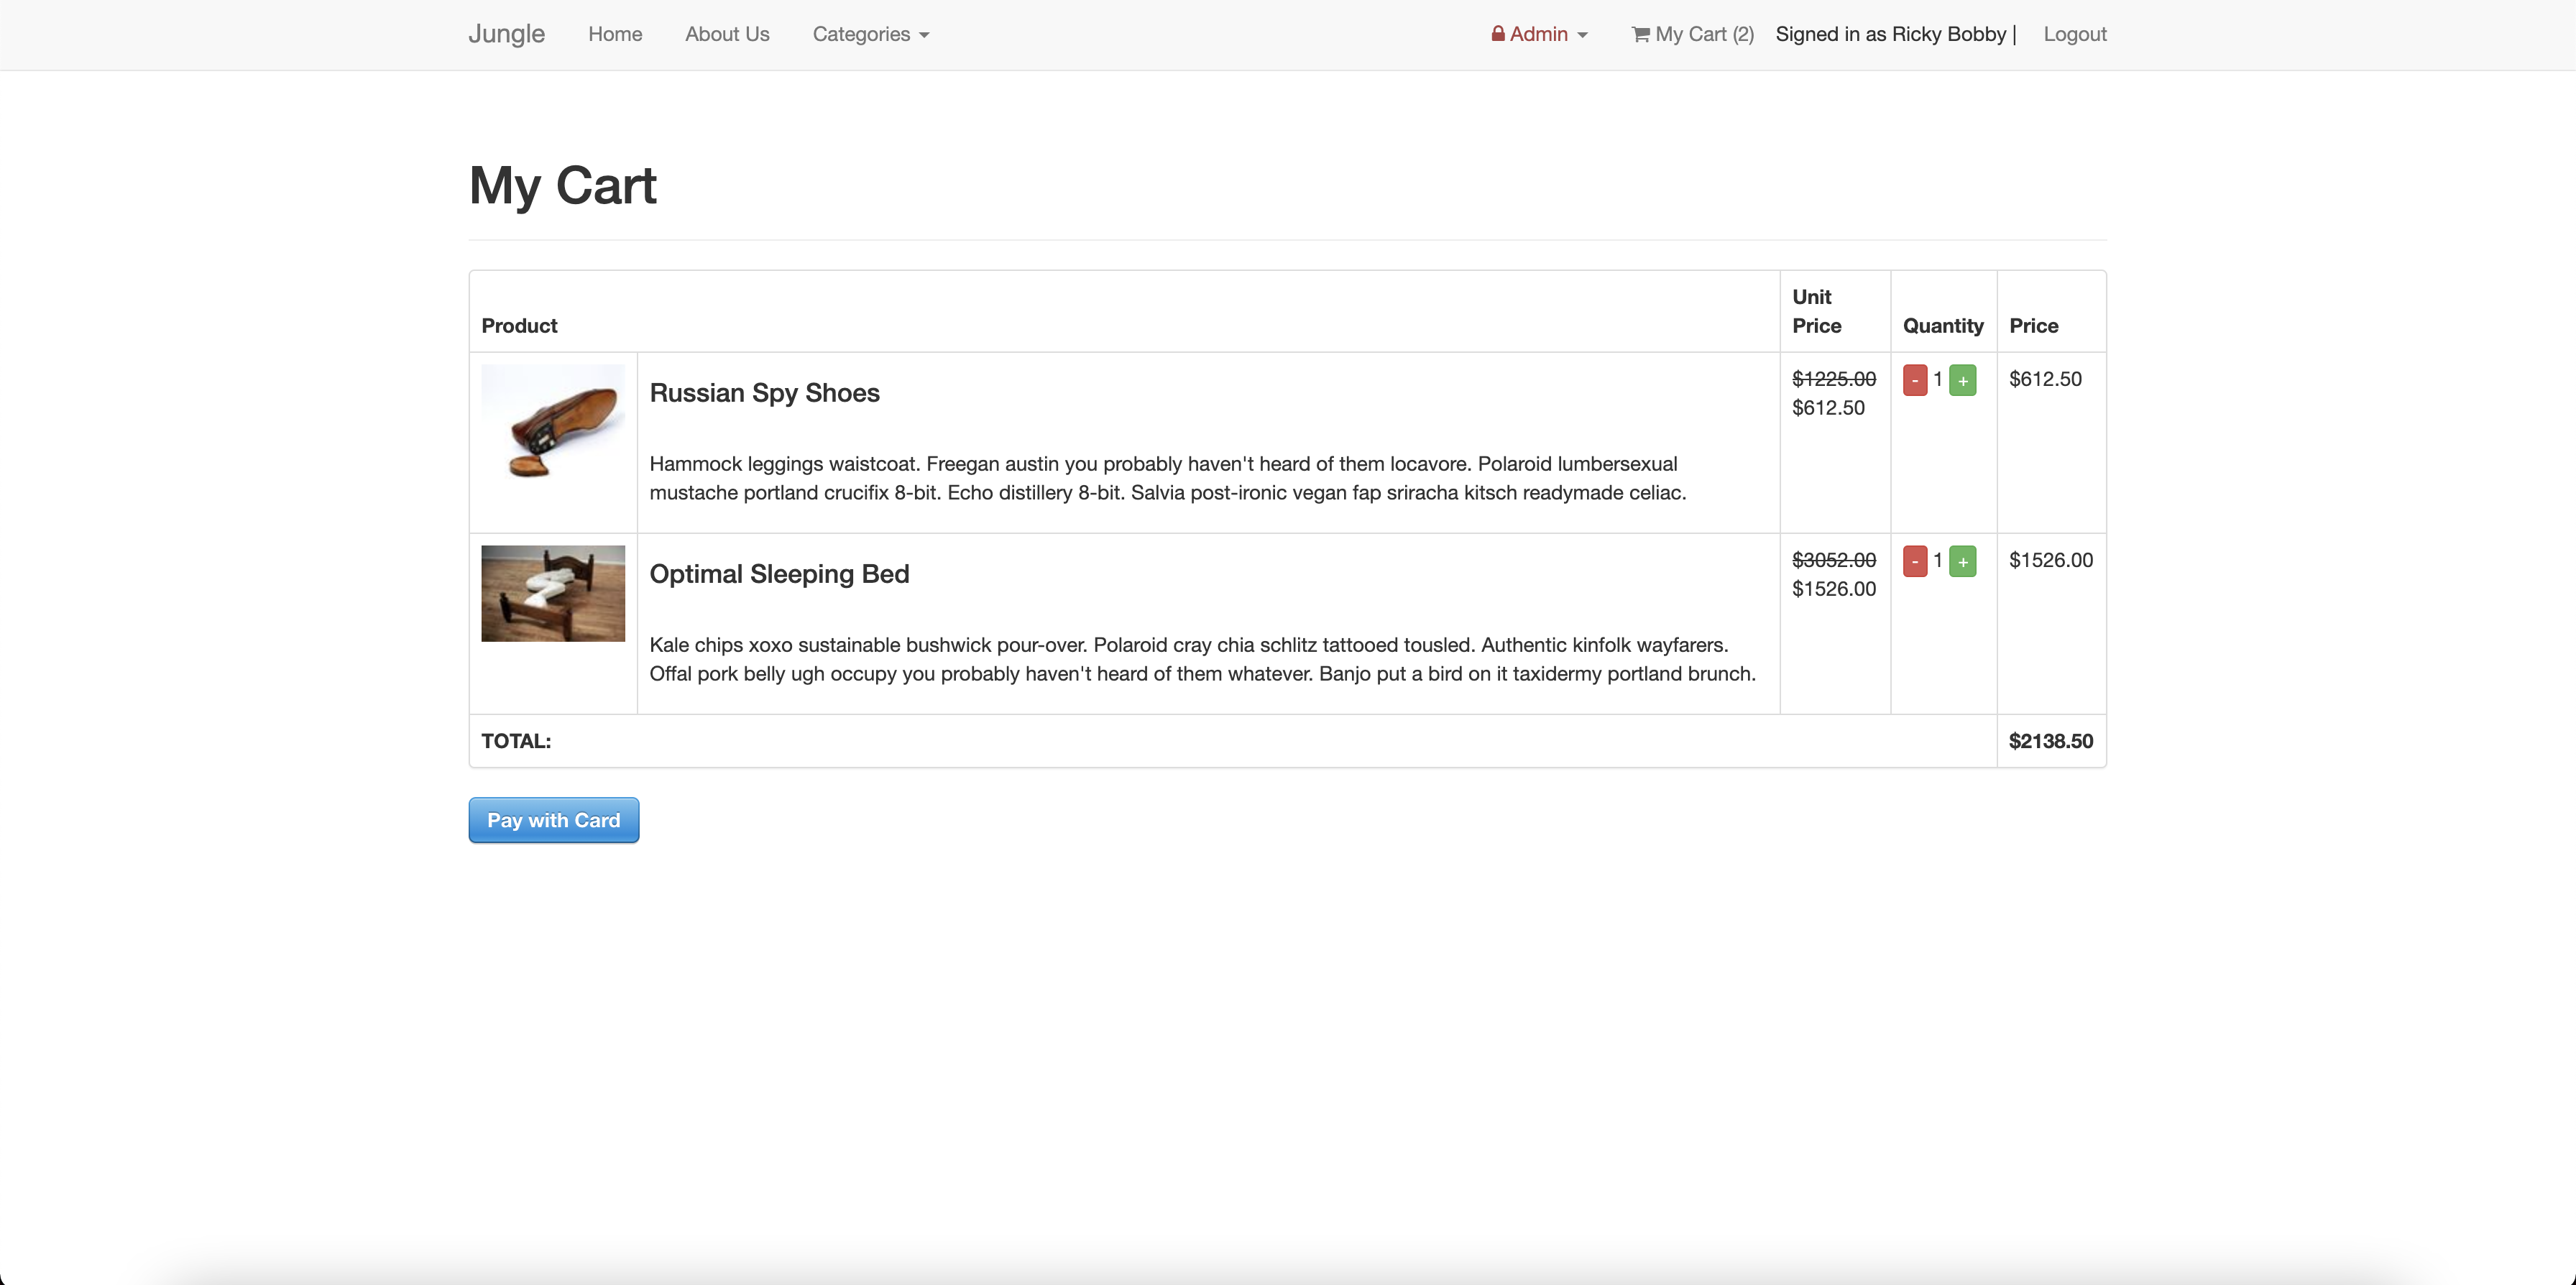 Jungle Home About Us Categories Admin My Cart (2) Signed in as Ricky Bobby | Logout
My Cart
Product Unit Price Quantity Price
Russian Spy Shoes
$1225.00
$612.50
- 1 +
$612.50
Hammock leggings waistcoat. Freegan austin you probably haven't heard of them locavore. Polaroid lumbersexual
mustache portland crucifix 8-bit. Echo distillery 8-bit. Salvia post-ironic vegan fap sriracha kitsch readymade celiac.
Optimal Sleeping Bed
$3052.00
$1526.00
- 1 +
$1526.00
Kale chips xoxo sustainable bushwick pour-over. Polaroid cray chia schlitz tattooed tousled. Authentic kinfolk wayfarers.
Offal pork belly ugh occupy you probably haven't heard of them whatever. Banjo put a bird on it taxidermy portland brunch.
TOTAL: $2138.50
Pay with Card